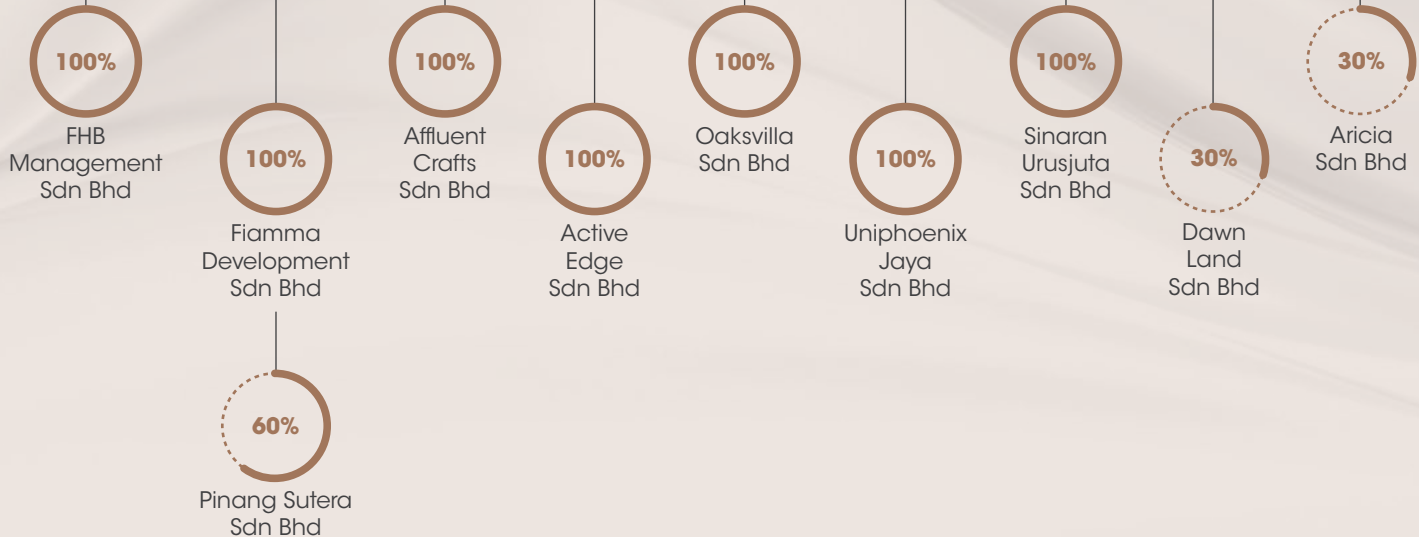 100%
FHB
Management
Sdn Bhd
100%
Fiamma
Development
Sdn Bhd
60%
Pinang Sutera
Sdn Bhd
100%
Affluent
Crafts
Sdn Bhd
100%
Active
Edge
Sdn Bhd
100%
Oaksvilla
Sdn Bhd
100%
Uniphoenix
Jaya
Sdn Bhd
100%
Sinaran
Urusjuta
Sdn Bhd
30%
Dawn
Land
Sdn Bhd
30%
Aricia
Sdn Bhd